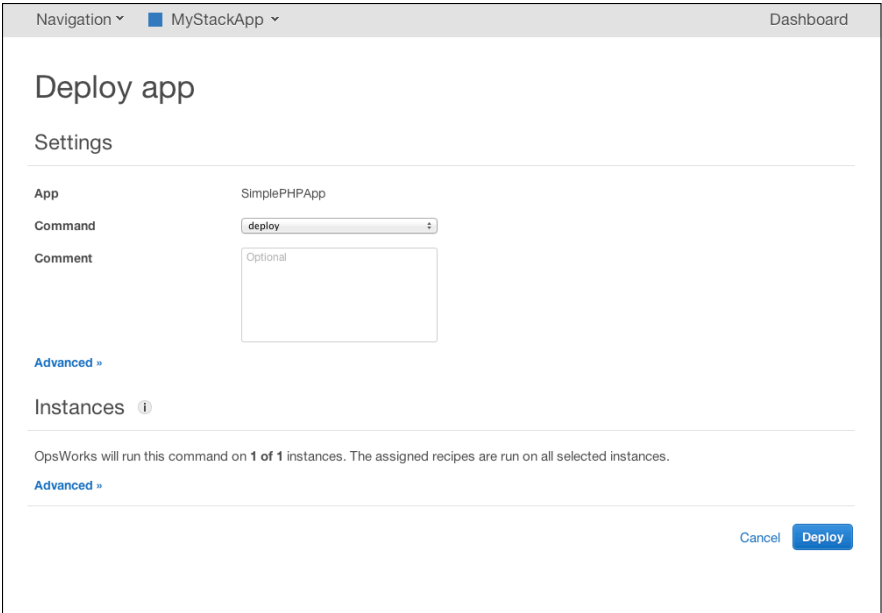 Navigation MyStackApp Dashboard
Deploy app
Settings
App SimplePHPApp
Command deploy
Comment Optional
Advanced »
Instances i
OpsWorks will run this command on 1 of 1 instances. The assigned recipes are run on all selected instances.
Advanced »
Cancel Deploy